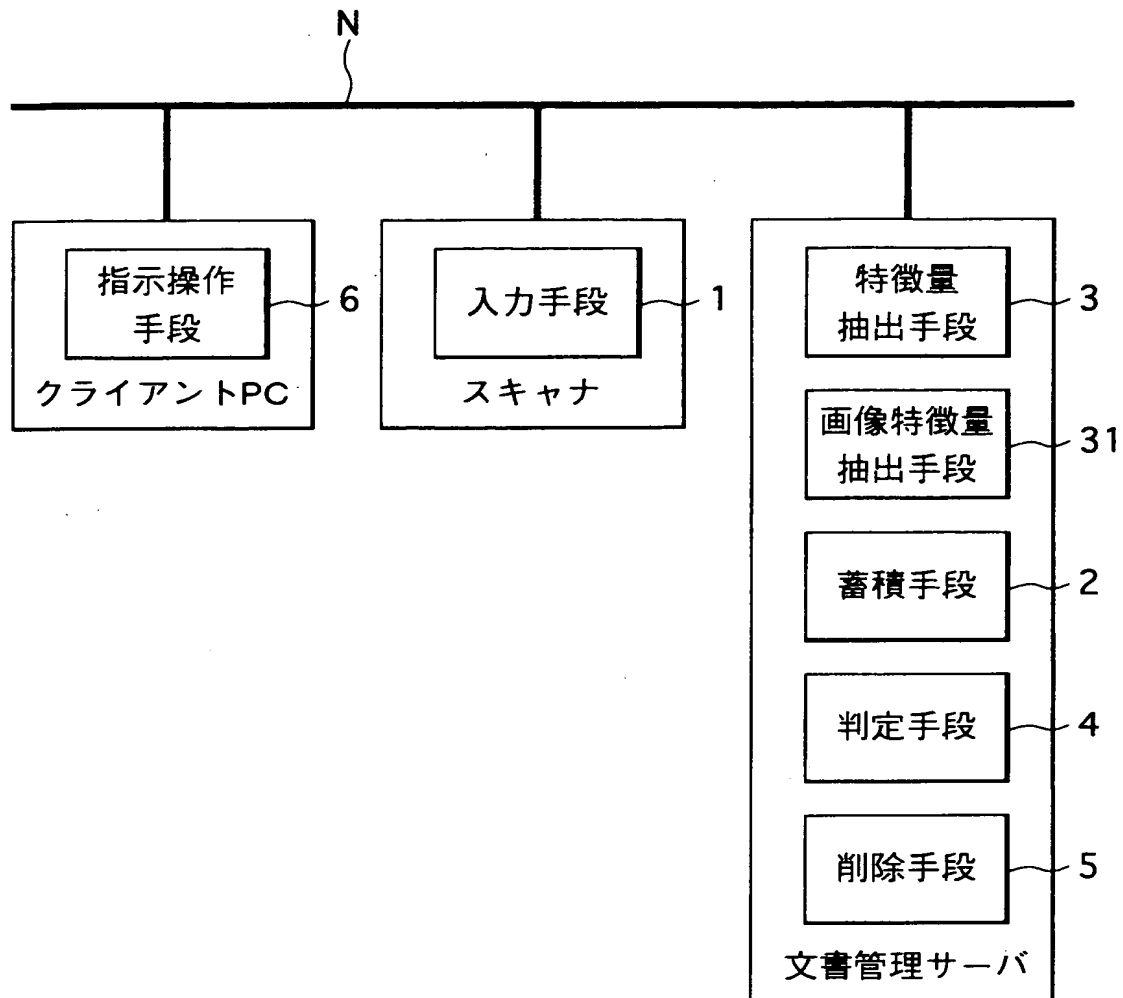 N
指示操作
手段
6
クライアントPC
入力手段
1
スキャナ
特徴量
抽出手段
3
画像特徴量
抽出手段
31
蓄積手段
2
判定手段
4
削除手段
5
文書管理サーバ